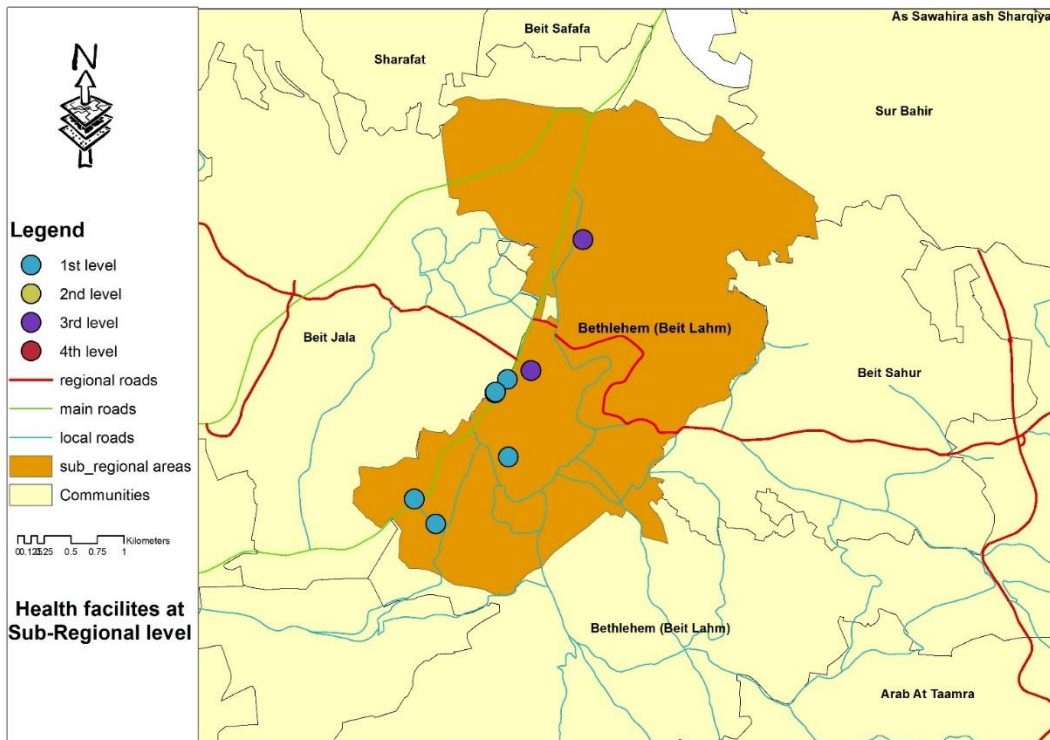 N
Legend
1st level
2nd level
3rd level
4th level
regional roads
main roads
local roads
sub_regional areas
Communities
Kilometers
0.5 0.75 1
Health facilites at
Sub-Regional level
Beit Safafa
As Sawahira ash Sharqiya
Sharafat
Sur Bahir
Bethlehem (Beit Lahm)
Beit Jala
Beit Sahur
Bethlehem (Beit Lahm)
Arab At Taamra